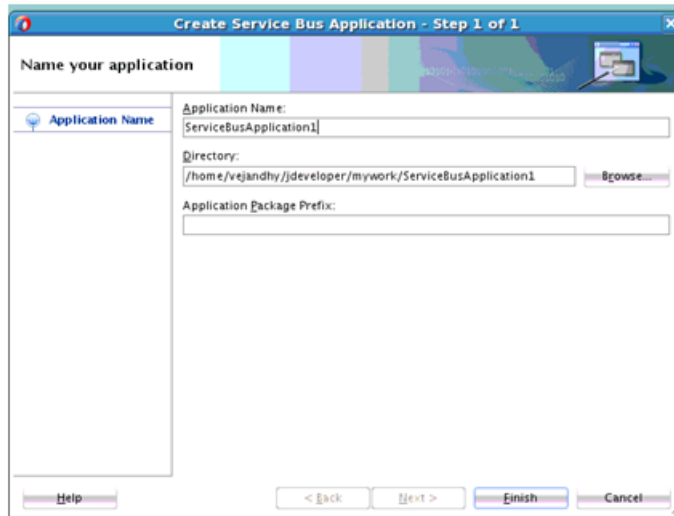 Create Service Bus Application - Step 1 of 1
Name your application
Application Name
Application Name:
ServiceBusApplication1
Directory:
/home/vejandhy/jdeveloper/mywork/ServiceBusApplication1
Browse...
Application Package Prefix:
Help
< Back
Next >
Finish
Cancel